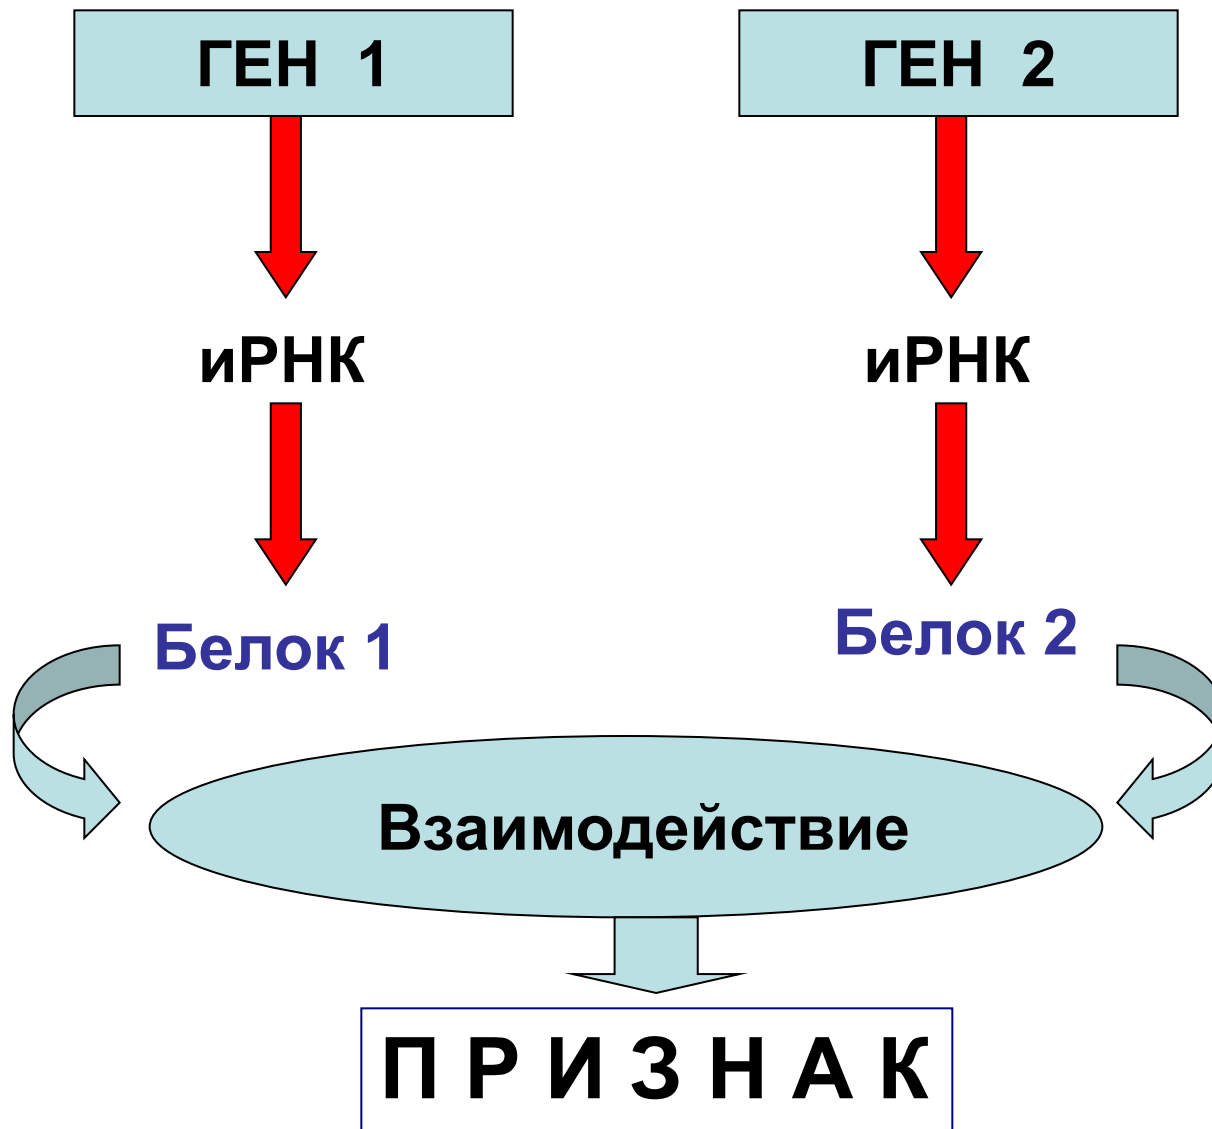 ГЕН 1
ГЕН 2
иРНК
иРНК
Белок 1
Белок 2
Взаимодействие
П Р И З Н А К